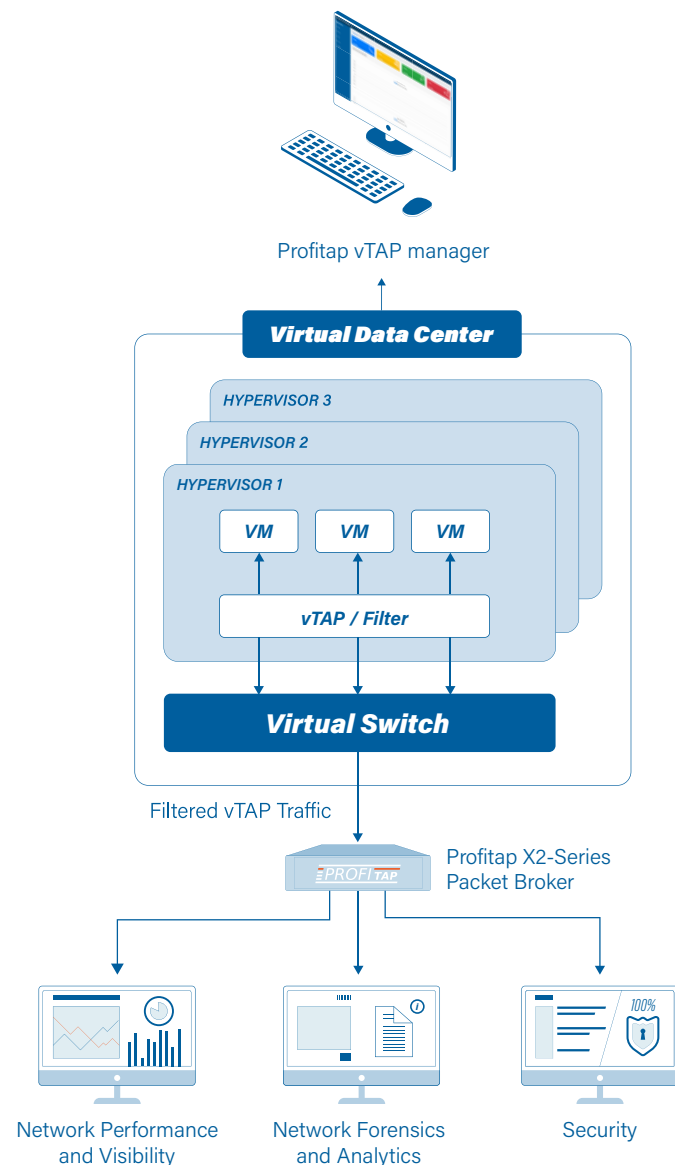 Profitap vTAP manager
Virtual Data Center
HYPERVISOR 3
HYPERVISOR 2
HYPERVISOR 1
VM VM VM
vTAP / Filter
Virtual Switch
Filtered vTAP Traffic
Profitap X2-Series
Packet Broker
PROFITAP
100%
i
Network Performance
and Visibility
Network Forensics
and Analytics
Security